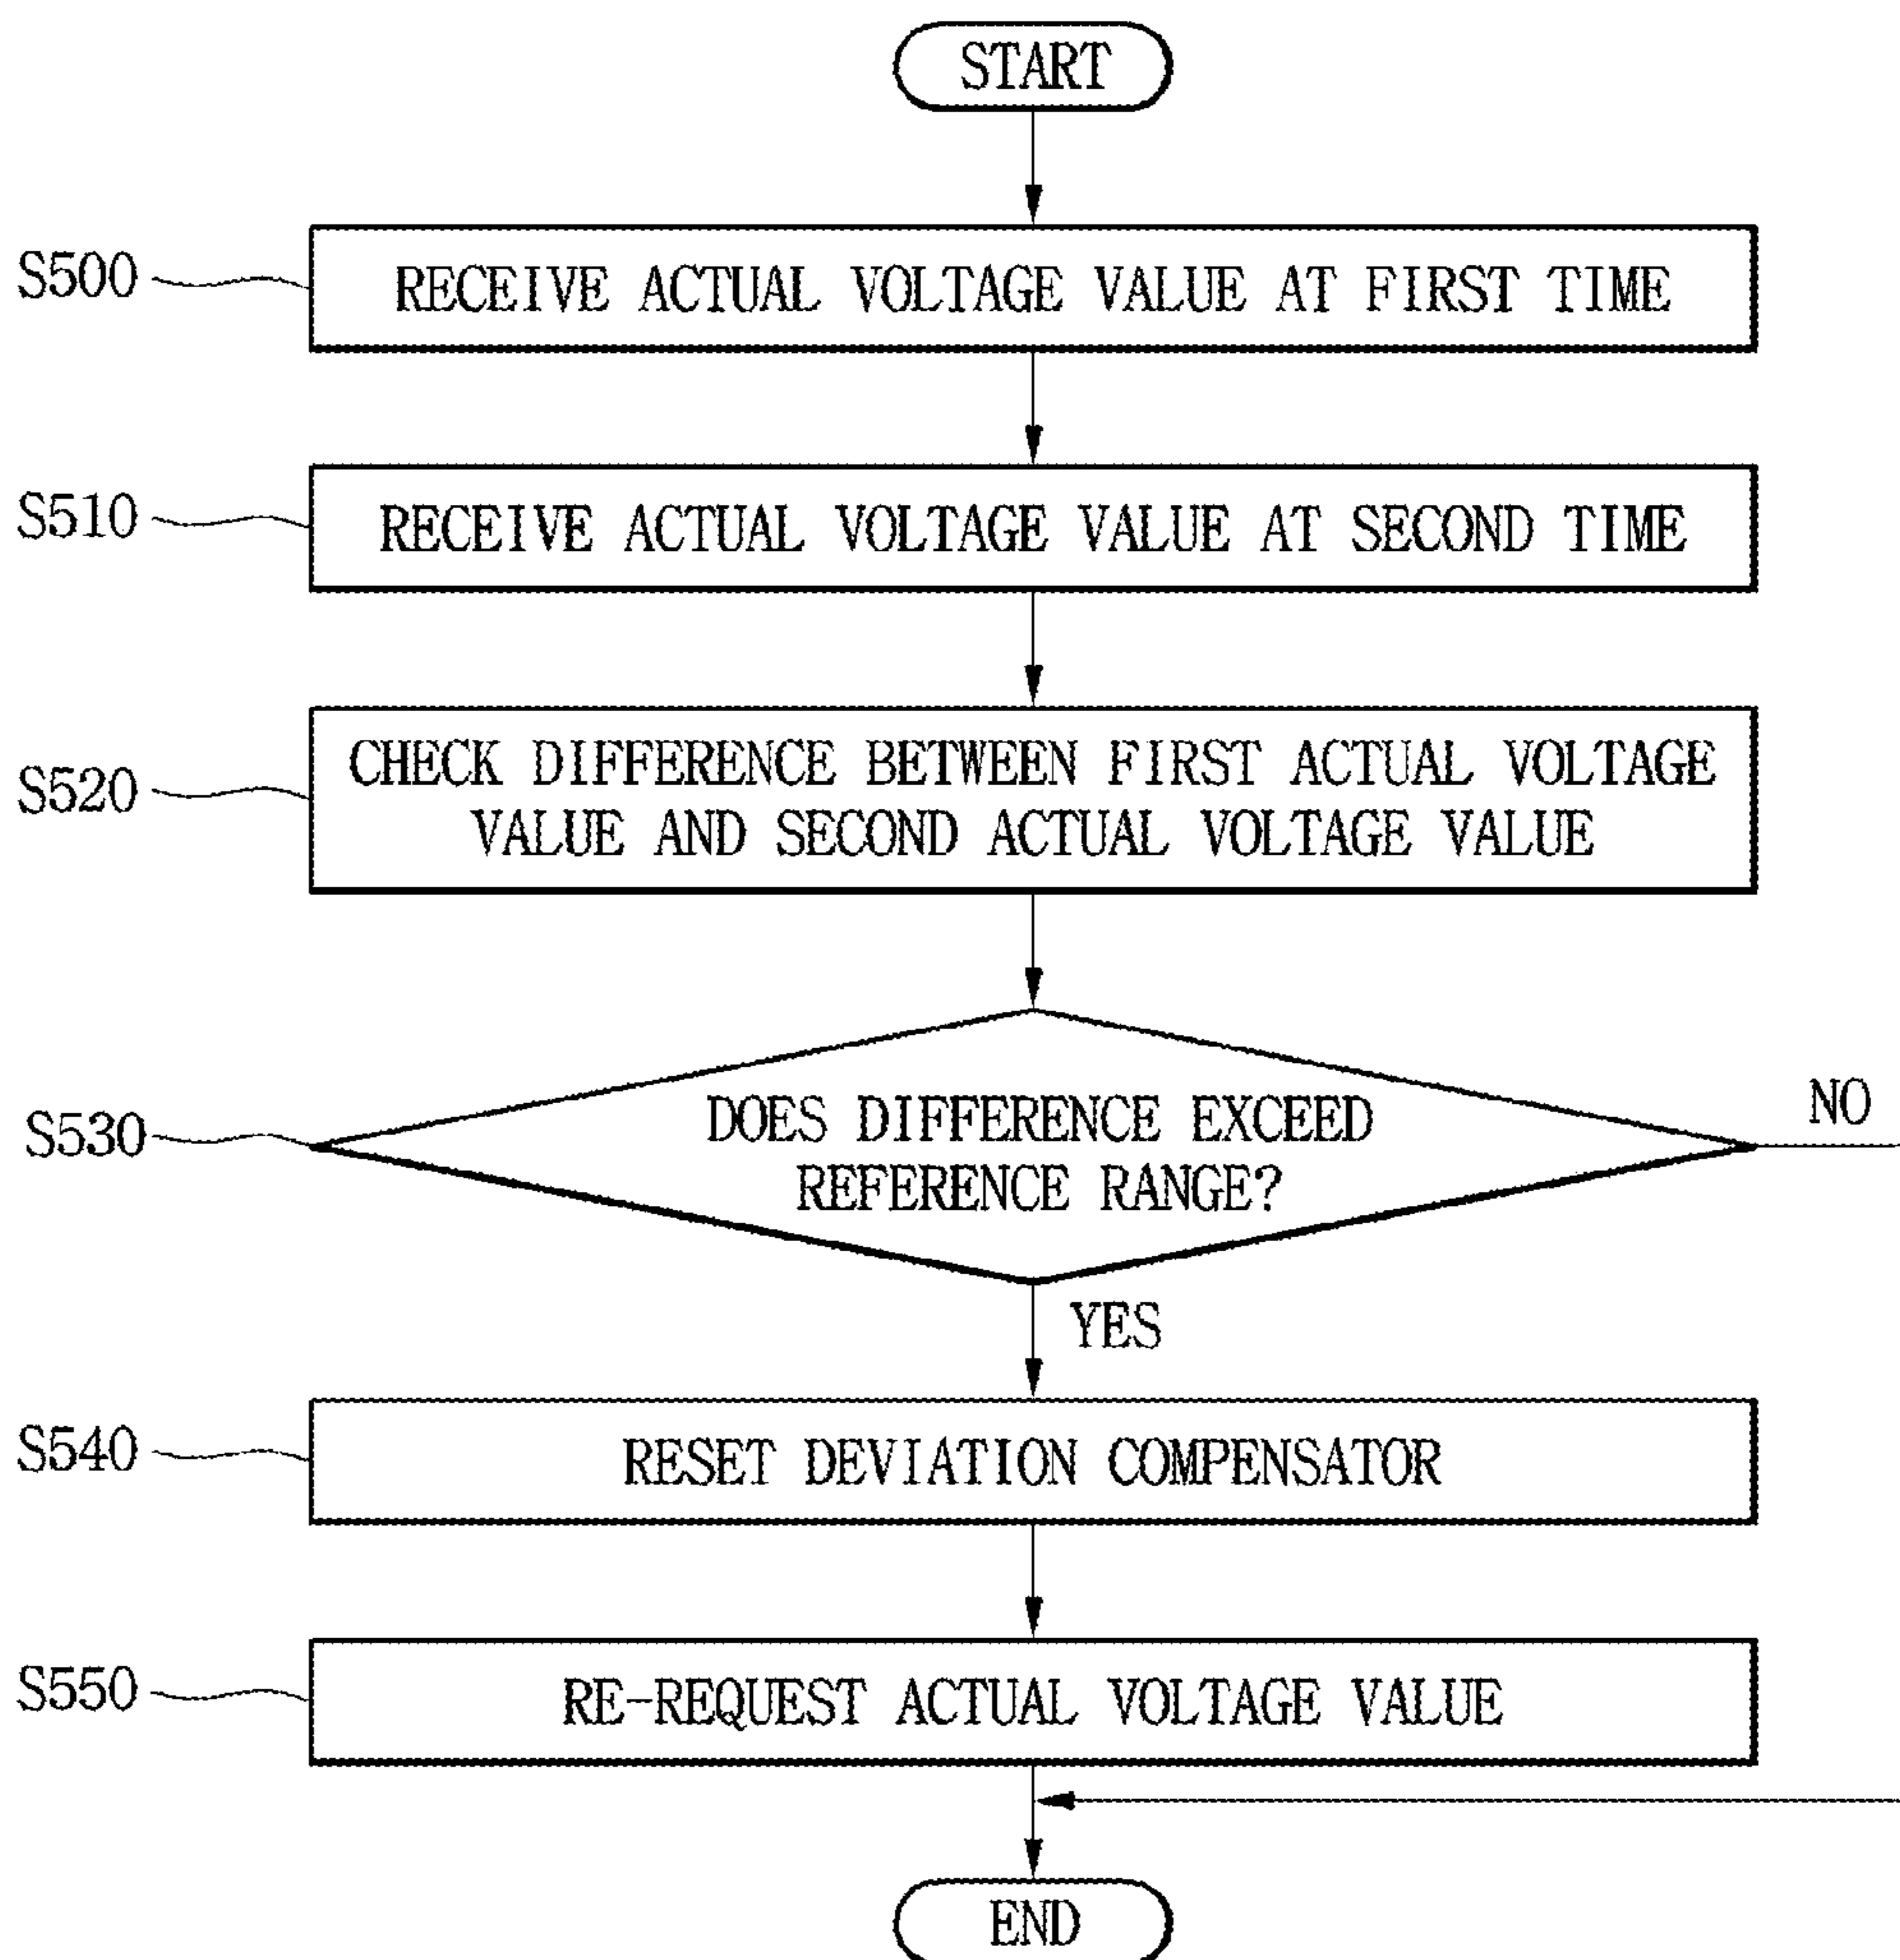 START
S500
RECEIVE ACTUAL VOLTAGE VALUE AT FIRST TIME
S510
RECEIVE ACTUAL VOLTAGE VALUE AT SECOND TIME
S520
CHECK DIFFERENCE BETWEEN FIRST ACTUAL VOLTAGE
VALUE AND SECOND ACTUAL VOLTAGE VALUE
S530
DOES DIFFERENCE EXCEED
REFERENCE RANGE?
NO
YES
S540
RESET DEVIATION COMPENSATOR
S550
RE-REQUEST ACTUAL VOLTAGE VALUE
END